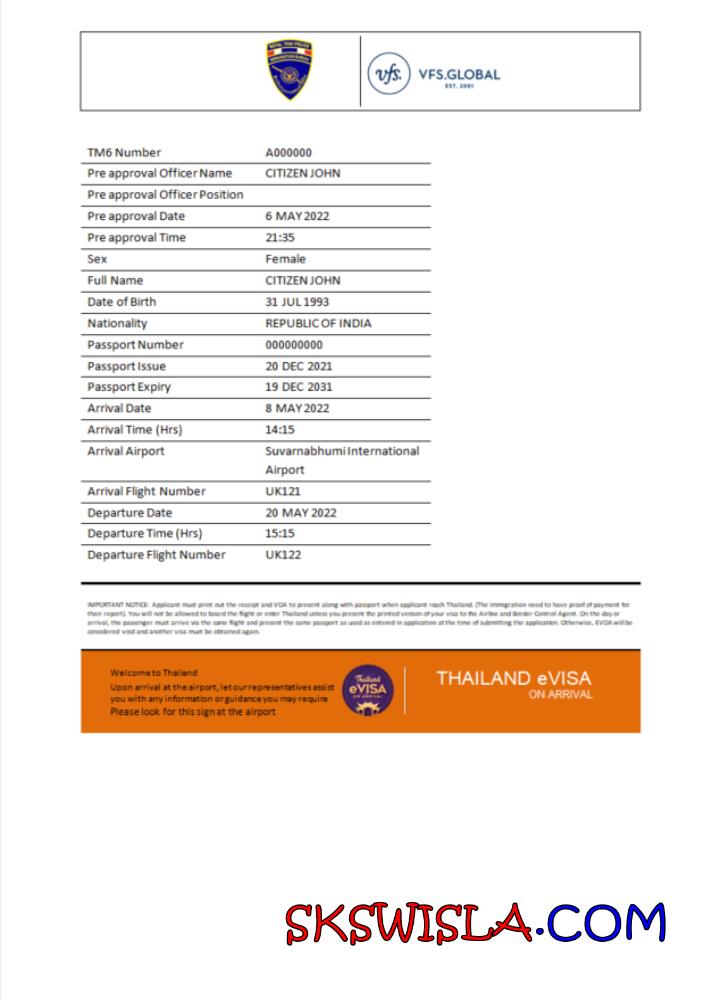 ROYAL THAI POLICE
IMMIGRATION BUREAU
vfs. VFS.GLOBAL
EST. 2001
TM6 Number A000000
Pre approval Officer Name CITIZEN JOHN
Pre approval Officer Position
Pre approval Date 6 MAY 2022
Pre approval Time 21:35
Sex Female
Full Name CITIZEN JOHN
Date of Birth 31 JUL 1993
Nationality REPUBLIC OF INDIA
Passport Number 000000000
Passport Issue 20 DEC 2021
Passport Expiry 19 DEC 2031
Arrival Date 8 MAY 2022
Arrival Time (Hrs) 14:15
Arrival Airport Suvarnabhumi International
Airport
Arrival Flight Number UK121
Departure Date 20 MAY 2022
Departure Time (Hrs) 15:15
Departure Flight Number UK122
IMPORTANT NOTICE: Applicant must print out the receipt and VOA to present along with passport when applicant reach Thailand. (The Immigration need to have proof of payment for
their report). You will not be allowed to board the flight or enter Thailand unless you present the printed version of your visa to the Airline and Border Control Agent. On the day or
arrival, the passenger must arrive via the same flight and present the same passport as used as entered in application at the time of submitting the application. Otherwise, EVOA will be
considered void and another visa must be obtained again.
Welcome to Thailand
Upon arrival at the airport, let our representatives assist
you with any information or guidance you may require
Please look for this sign at the airport
Thailand
eVISA
ON ARRIVAL
THAILAND eVISA
ON ARRIVAL
SKSWISLA.COM